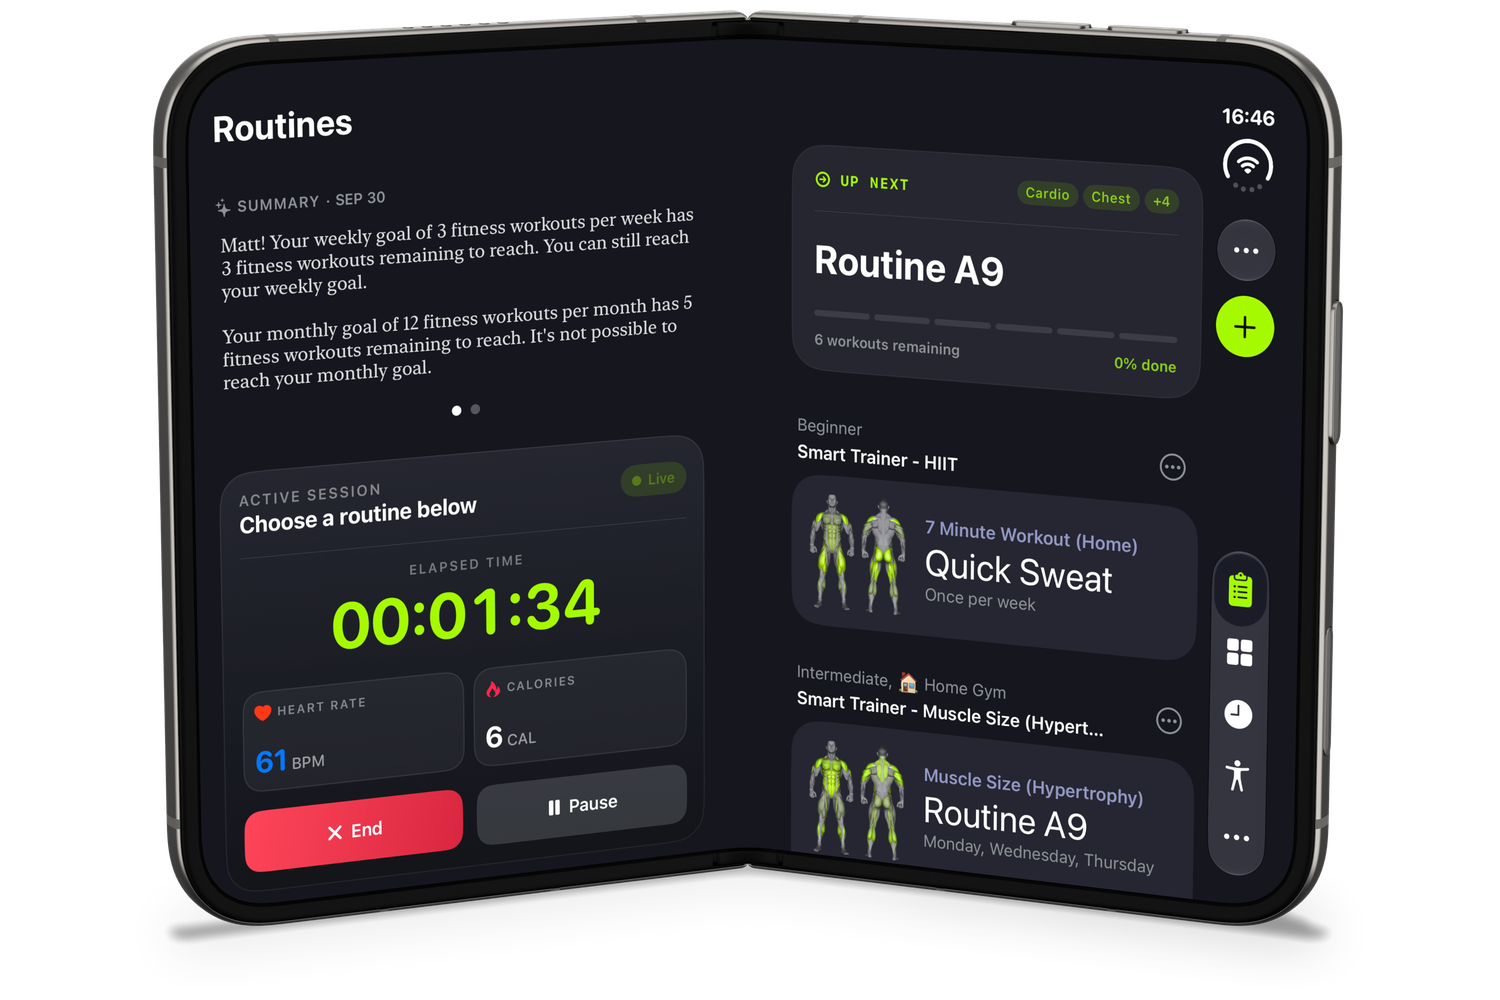 Routines
SUMMARY · SEP 30
Matt! Your weekly goal of 3 fitness workouts per week has
3 fitness workouts remaining to reach. You can still reach
your weekly goal.
Your monthly goal of 12 fitness workouts per month has 5
fitness workouts remaining to reach. It's not possible to
reach your monthly goal.
ACTIVE SESSION
Choose a routine below
Live
ELAPSED TIME
00:01:34
HEART RATE
61 BPM
CALORIES
6 CAL
End
Pause
16:46
UP NEXT
Cardio Chest +4
Routine A9
6 workouts remaining
0% done
Beginner
Smart Trainer - HIIT
7 Minute Workout (Home)
Quick Sweat
Once per week
Intermediate, 🏠 Home Gym
Smart Trainer - Muscle Size (Hypert...
Muscle Size (Hypertrophy)
Routine A9
Monday, Wednesday, Thursday